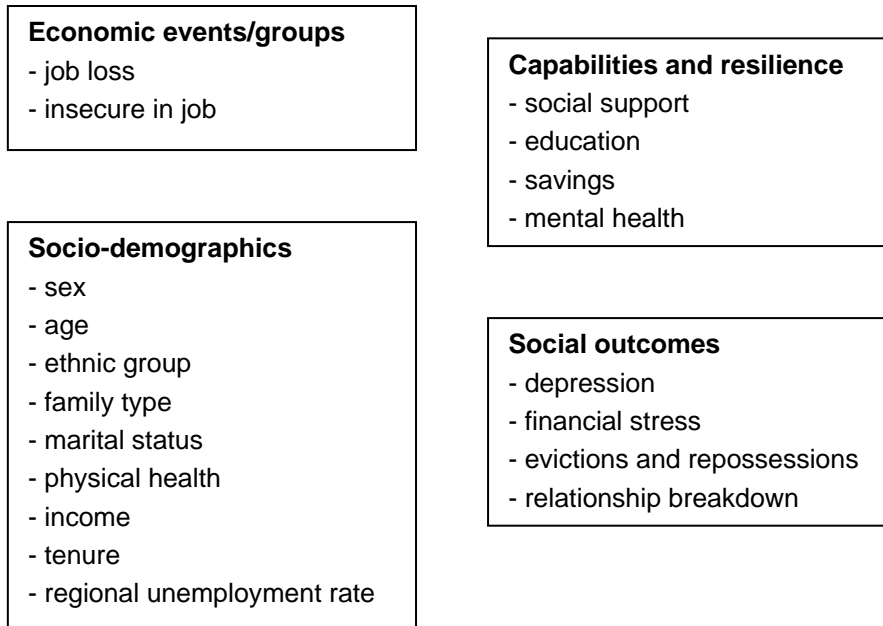 Economic events/groups
- job loss
- insecure in job
Socio-demographics
- sex
- age
- ethnic group
- family type
- marital status
- physical health
- income
- tenure
- regional unemployment rate
Capabilities and resilience
- social support
- education
- savings
- mental health
Social outcomes
- depression
- financial stress
- evictions and repossessions
- relationship breakdown